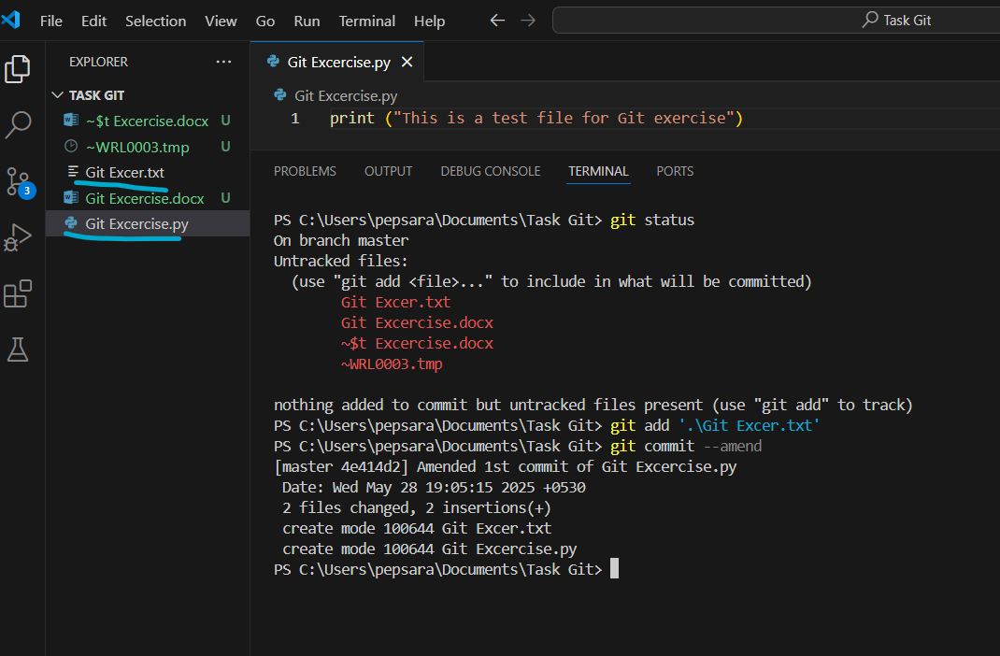 File Edit Selection View Go Run Terminal Help
Task Git
EXPLORER ...
TASK GIT
~$t Excercise.docx U
~WRL0003.tmp U
Git Excer.txt
Git Excercise.docx U
Git Excercise.py
3
Git Excercise.py
Git Excercise.py
1 print ("This is a test file for Git exercise")
PROBLEMS OUTPUT DEBUG CONSOLE TERMINAL PORTS
PS C:\Users\pepsara\Documents\Task Git> git status
On branch master
Untracked files:
(use "git add <file>..." to include in what will be committed)
Git Excer.txt
Git Excercise.docx
~$t Excercise.docx
~WRL0003.tmp
nothing added to commit but untracked files present (use "git add" to track)
PS C:\Users\pepsara\Documents\Task Git> git add '.\Git Excer.txt'
PS C:\Users\pepsara\Documents\Task Git> git commit --amend
[master 4e414d2] Amended 1st commit of Git Excercise.py
Date: Wed May 28 19:05:15 2025 +0530
2 files changed, 2 insertions(+)
create mode 100644 Git Excer.txt
create mode 100644 Git Excercise.py
PS C:\Users\pepsara\Documents\Task Git>